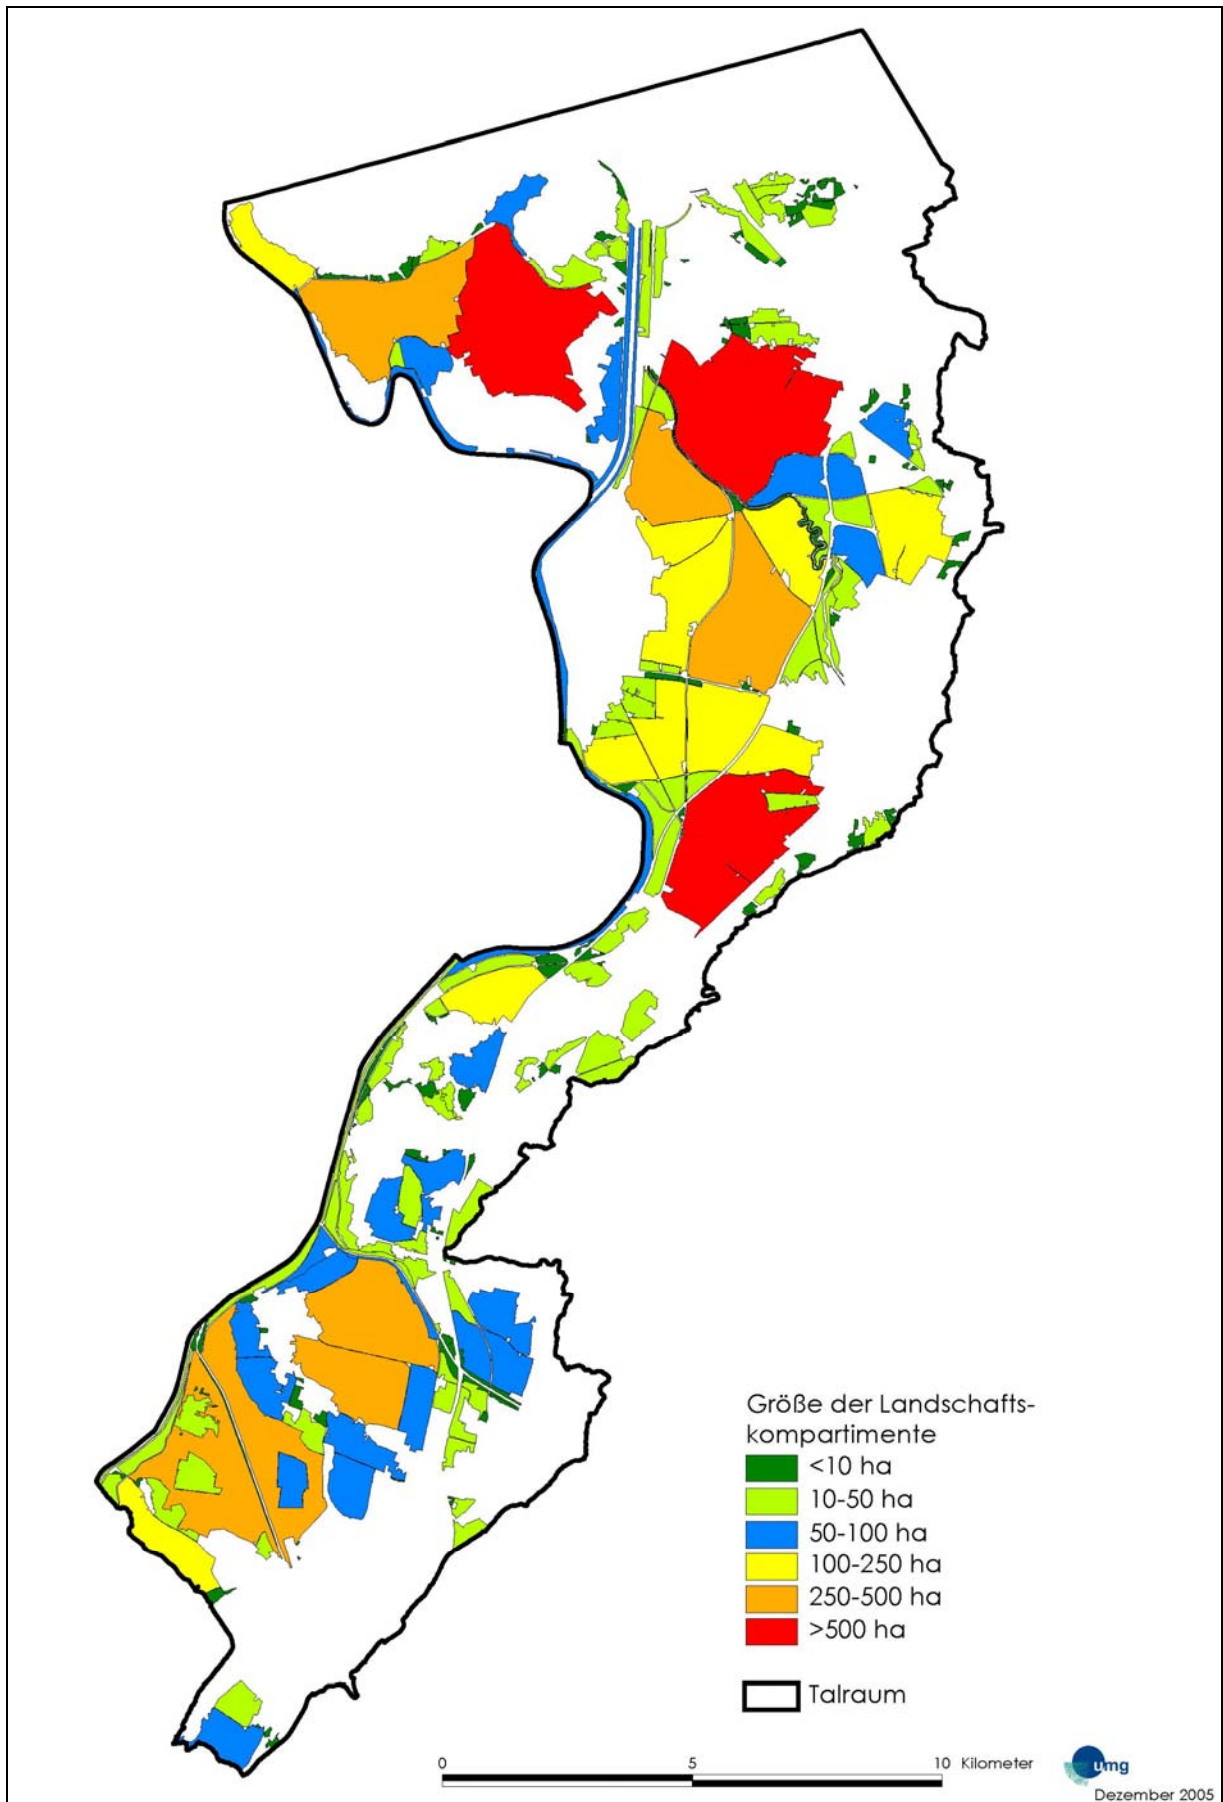 Größe der Landschafts-
kompartimente
<10 ha
10-50 ha
50-100 ha
100-250 ha
250-500 ha
>500 ha
Talraum
0 5 10 Kilometer
umg
Dezember 2005